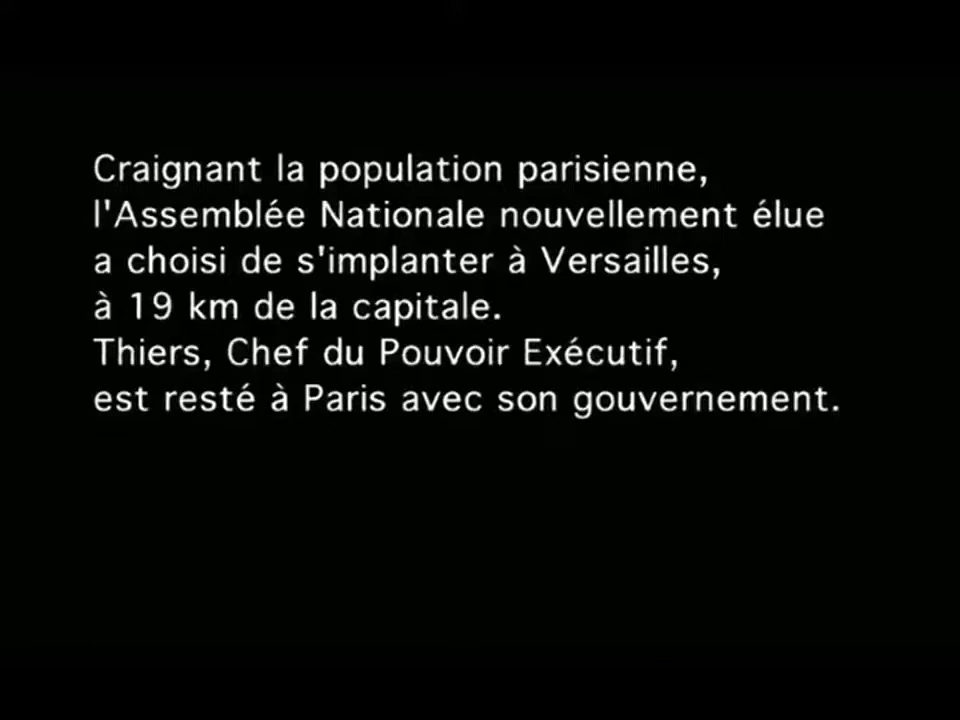 Craignant la population parisienne,
l'Assemblée Nationale nouvellement élue
a choisi de s'implanter à Versailles,
à 19 km de la capitale.
Thiers, Chef du Pouvoir Exécutif,
est resté à Paris avec son gouvernement.